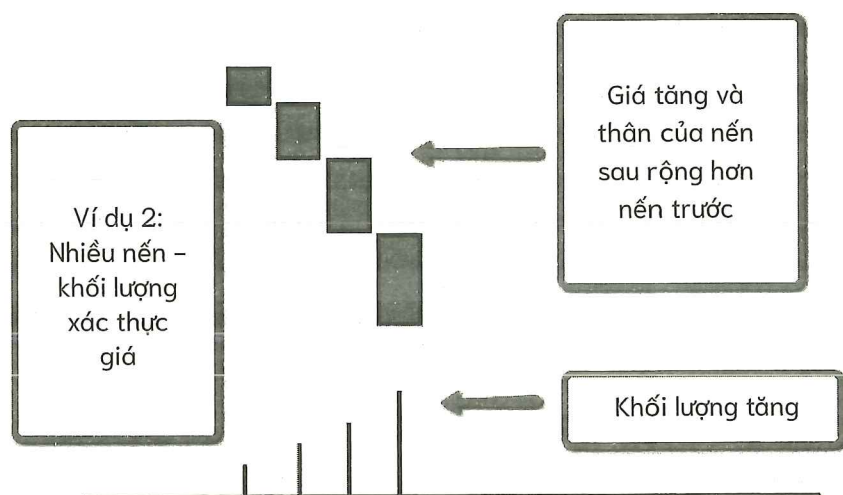 Giá tăng và
thân của nến
sau rộng hơn
nến trước
Ví dụ 2:
Nhiều nến –
khối lượng
xác thực
giá
Khối lượng tăng